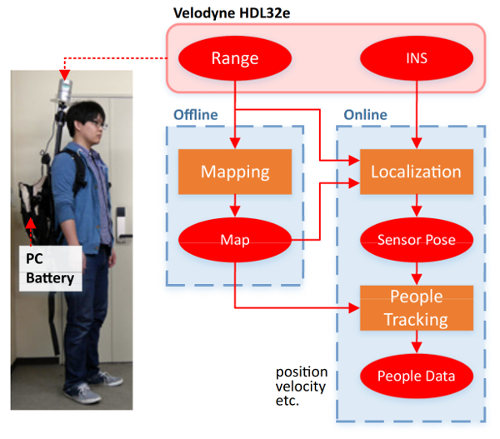 Velodyne HDL32e
Range
INS
Offline
Online
Mapping
Localization
Map
Sensor Pose
PC
Battery
People
Tracking
position
velocity
etc.
People Data